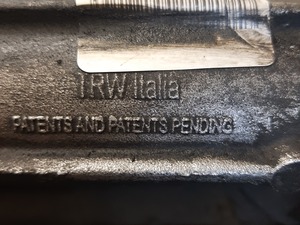 TRW Italia
PATENTS AND PATENTS PENDING